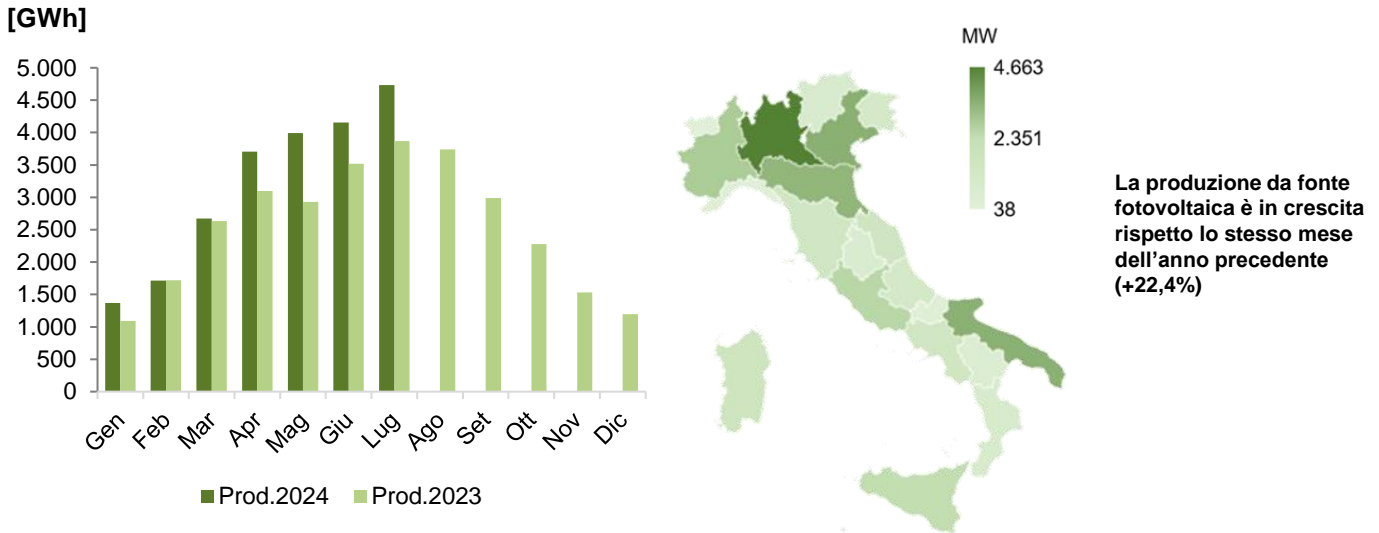 [GWh]
5.000
4.500
4.000
3.500
3.000
2.500
2.000
1.500
1.000
500
0
Gen
Feb
Mar
Apr
Mag
Giu
Lug
Ago
Set
Ott
Nov
Dic
Prod.2024
Prod.2023
MW
4.663
2.351
38
La produzione da fonte
fotovoltaica è in crescita
rispetto lo stesso mese
dell’anno precedente
(+22,4%)